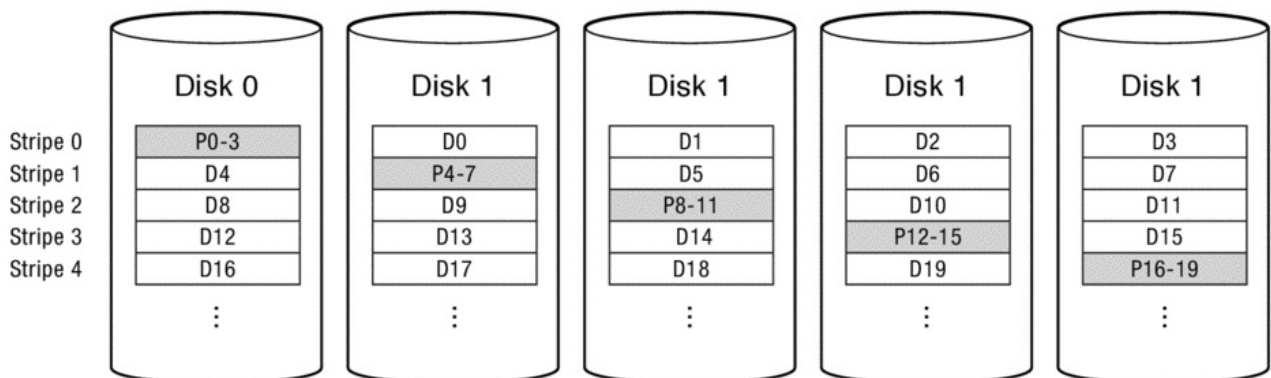 Disk 0 Disk 1 Disk 1 Disk 1 Disk 1
Stripe 0 P0-3 D0 D1 D2 D3
Stripe 1 D4 P4-7 D5 D6 D7
Stripe 2 D8 D9 P8-11 D10 D11
Stripe 3 D12 D13 D14 P12-15 D15
Stripe 4 D16 D17 D18 D19 P16-19
⋮ ⋮ ⋮ ⋮ ⋮